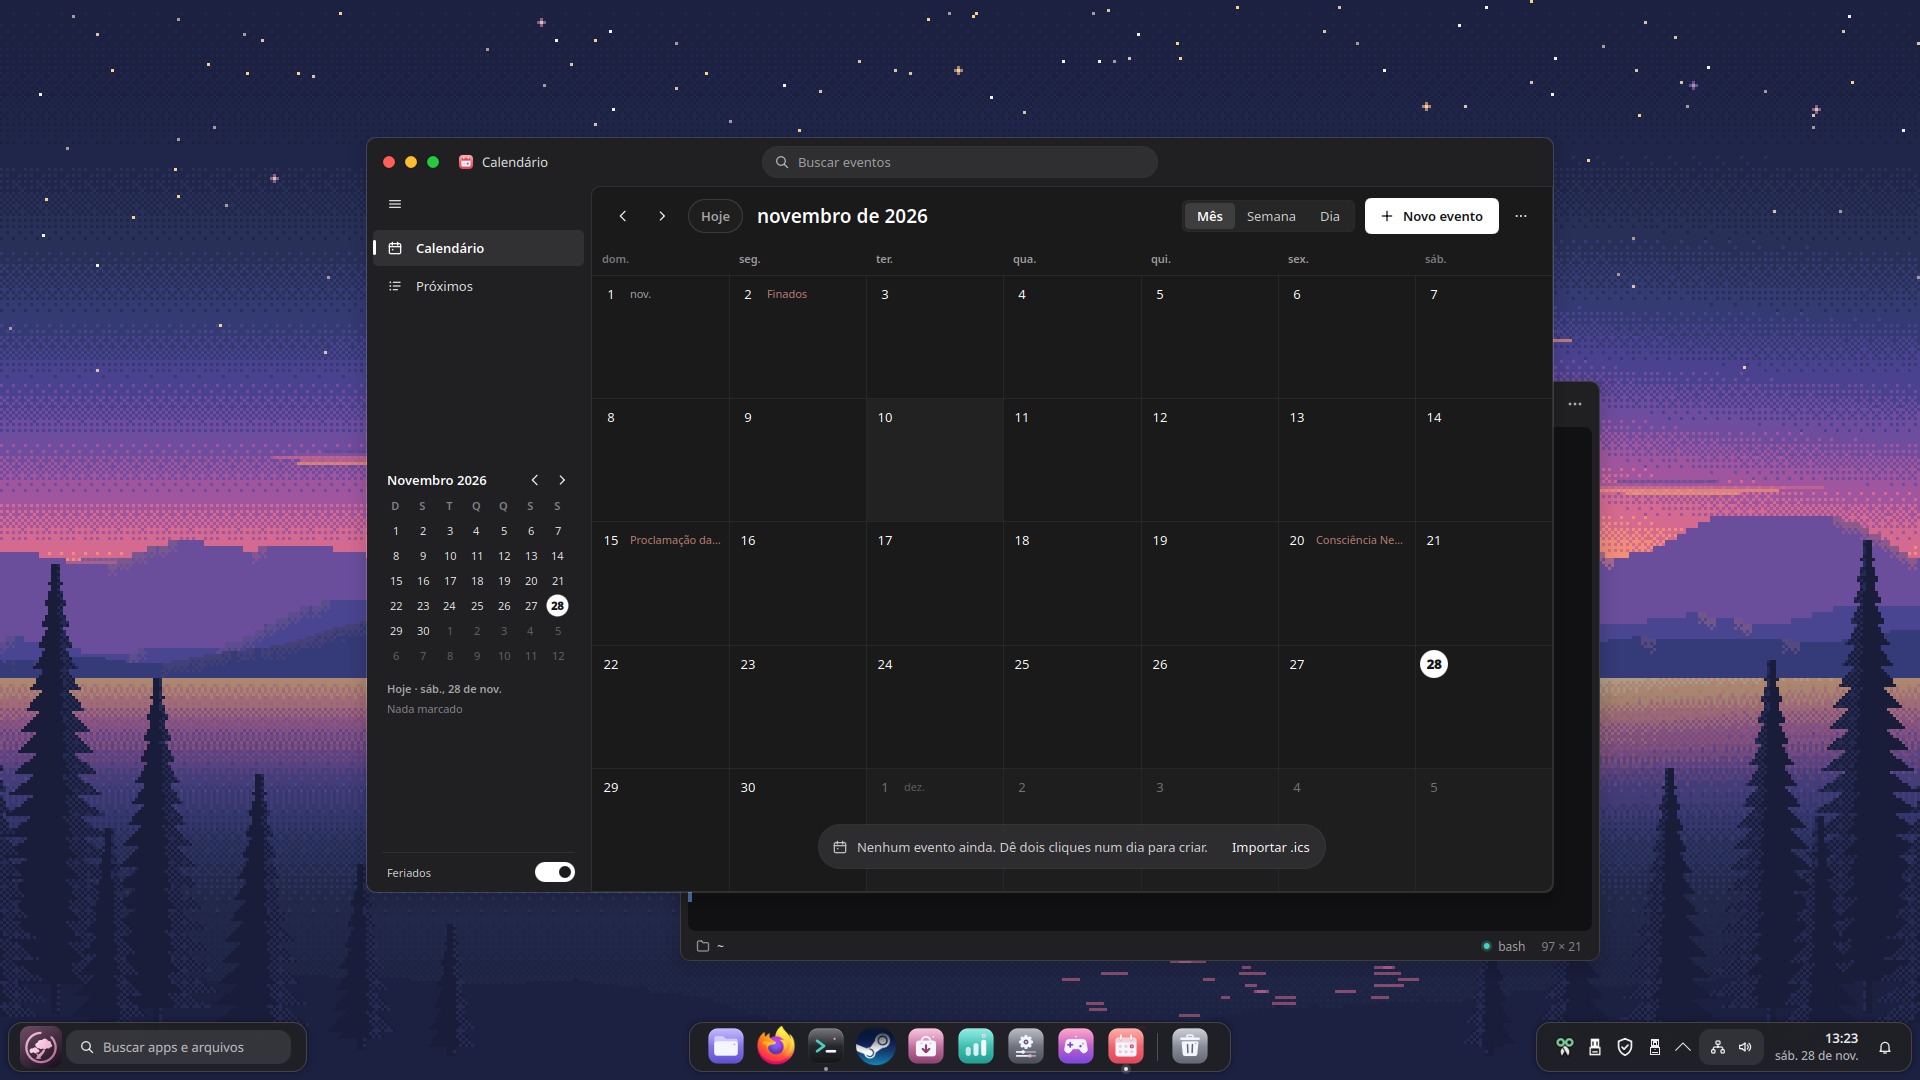 Calendário
Buscar eventos
Hoje
novembro de 2026
Mês
Semana
Dia
Novo evento
Calendário
Próximos
dom. seg. ter. qua. qui. sex. sáb.
1 nov. 2 Finados 3 4 5 6 7
8 9 10 11 12 13 14
15 Proclamação da... 16 17 18 19 20 Consciência Ne... 21
22 23 24 25 26 27 28
29 30 1 dez. 2 3 4 5
Novembro 2026
D S T Q Q S S
1 2 3 4 5 6 7
8 9 10 11 12 13 14
15 16 17 18 19 20 21
22 23 24 25 26 27 28
29 30 1 2 3 4 5
6 7 8 9 10 11 12
Hoje · sáb., 28 de nov.
Nada marcado
Nenhum evento ainda. Dê dois cliques num dia para criar.
Importar .ics
Feriados
~
bash
97 × 21
Buscar apps e arquivos
13:23
sáb. 28 de nov.